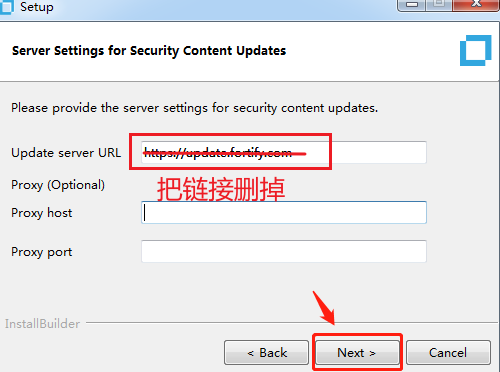 Setup
Server Settings for Security Content Updates
Please provide the server settings for security content updates.
Update server URL https://update.fortify.com
Proxy (Optional)
把链接删掉
Proxy host
Proxy port
InstallBuilder
< Back Next > Cancel